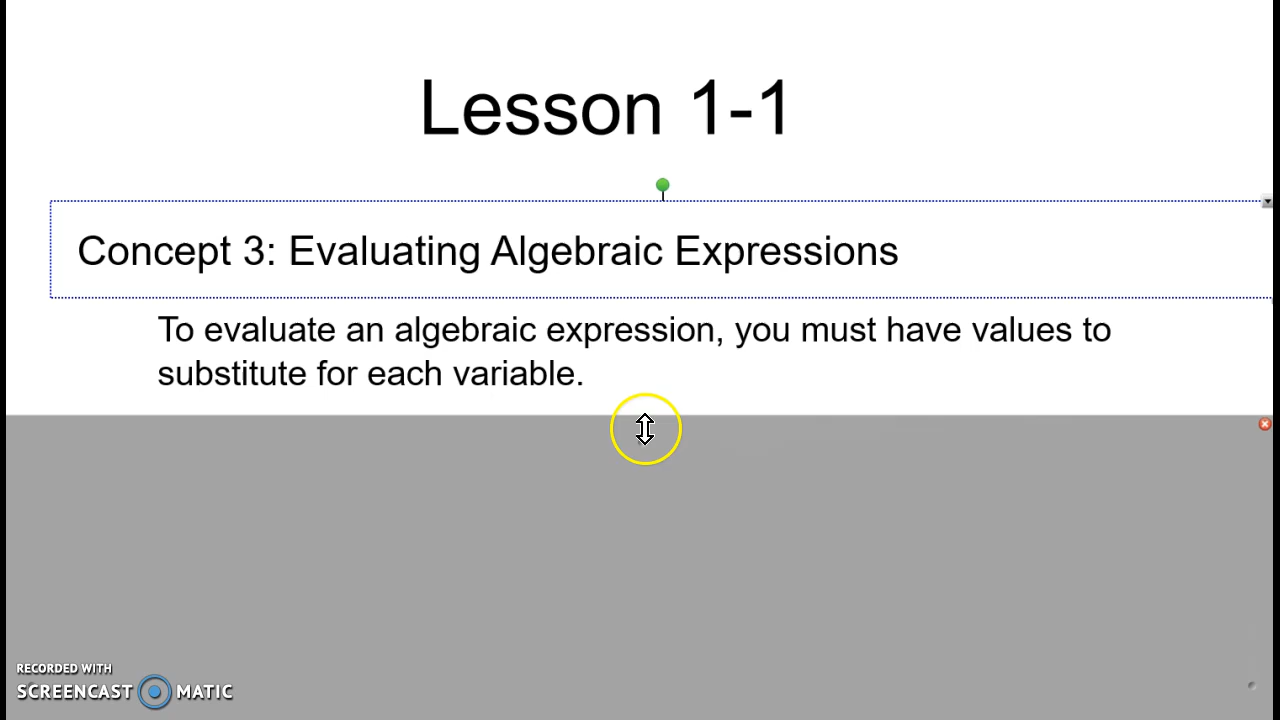 Lesson 1-1
Concept 3: Evaluating Algebraic Expressions
To evaluate an algebraic expression, you must have values to
substitute for each variable.
RECORDED WITH
SCREENCAST MATIC